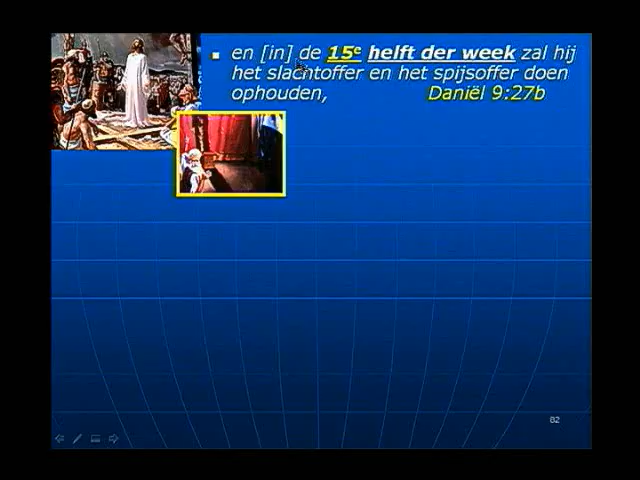 en [in] de 15e helft der week zal hij
het slachtoffer en het spijsoffer doen
ophouden, Daniël 9:27b
82